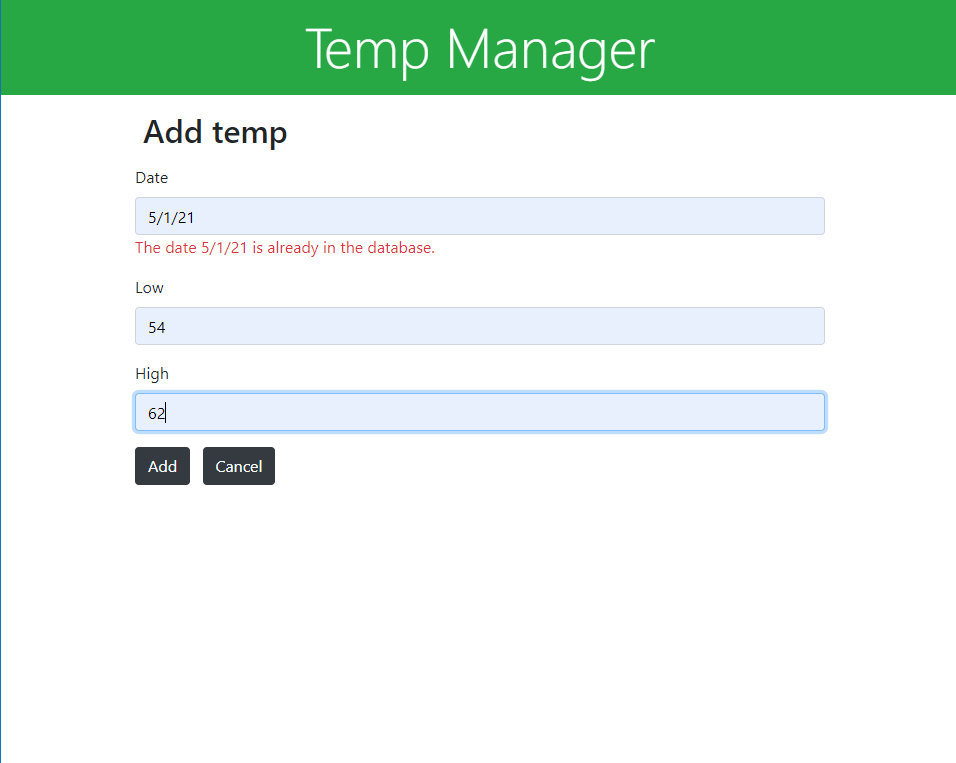 Temp Manager
Add temp
Date
5/1/21
The date 5/1/21 is already in the database.
Low
54
High
62
Add Cancel